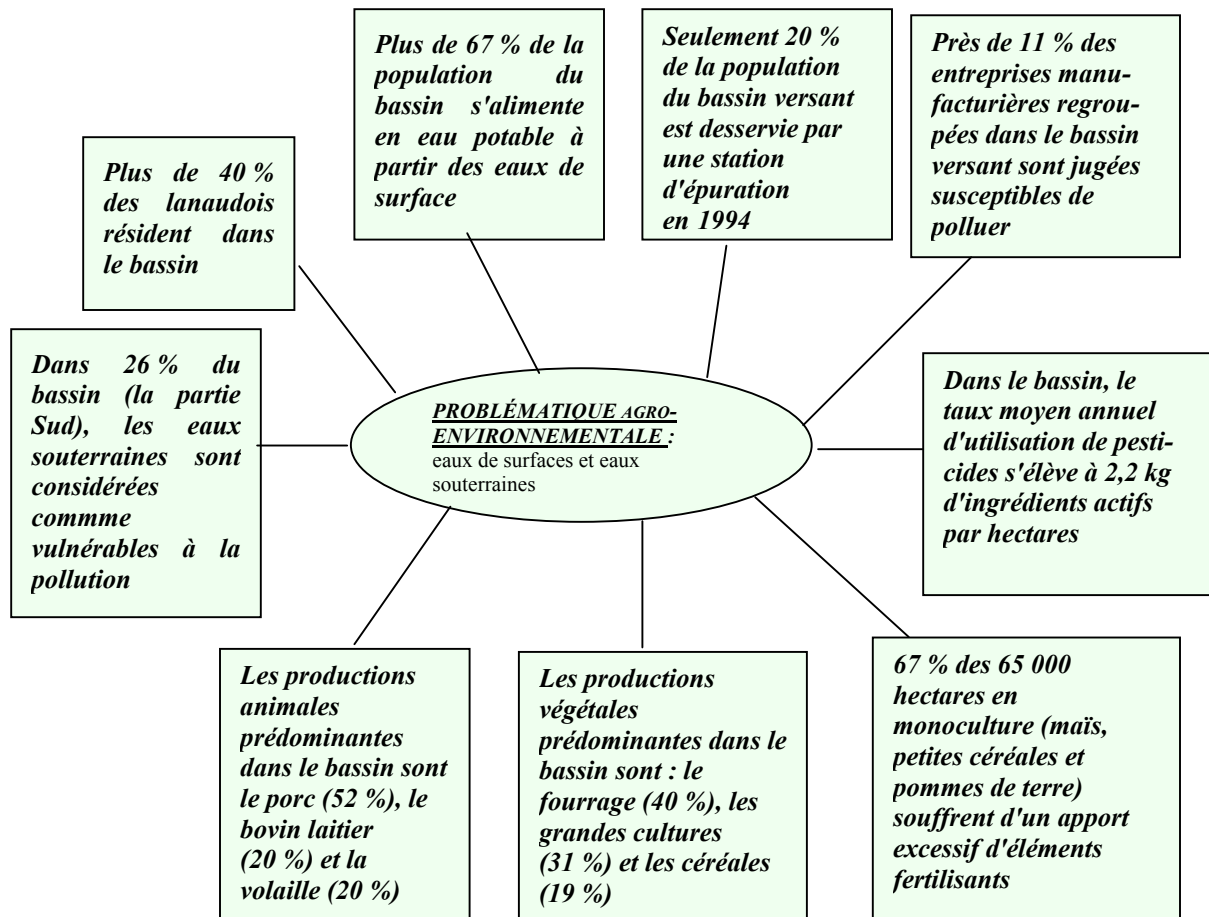 Plus de 67 % de la
population du
bassin s'alimente
en eau potable à
partir des eaux de
surface
Seulement 20 %
de la population
du bassin versant
est desservie par
une station
d'épuration
en 1994
Près de 11 % des
entreprises manu-
facturières regrou-
pées dans le bassin
versant sont jugées
susceptibles de
polluer
Plus de 40 %
des lanaudois
résident dans
le bassin
Dans 26 % du
bassin (la partie
Sud), les eaux
souterraines sont
considérées
commme
vulnérables à la
pollution
PROBLÉMATIQUE AGRO-
ENVIRONNEMENTALE :
eaux de surfaces et eaux
souterraines
Dans le bassin, le
taux moyen annuel
d'utilisation de pesti-
cides s'élève à 2,2 kg
d'ingrédients actifs
par hectares
Les productions
animales
prédominantes
dans le bassin sont
le porc (52 %), le
bovin laitier
(20 %) et la
volaille (20 %)
Les productions
végétales
prédominantes dans le
bassin sont : le
fourrage (40 %), les
grandes cultures
(31 %) et les céréales
(19 %)
67 % des 65 000
hectares en
monoculture (maïs,
petites céréales et
pommes de terre)
souffrent d'un apport
excessif d'éléments
fertilisants